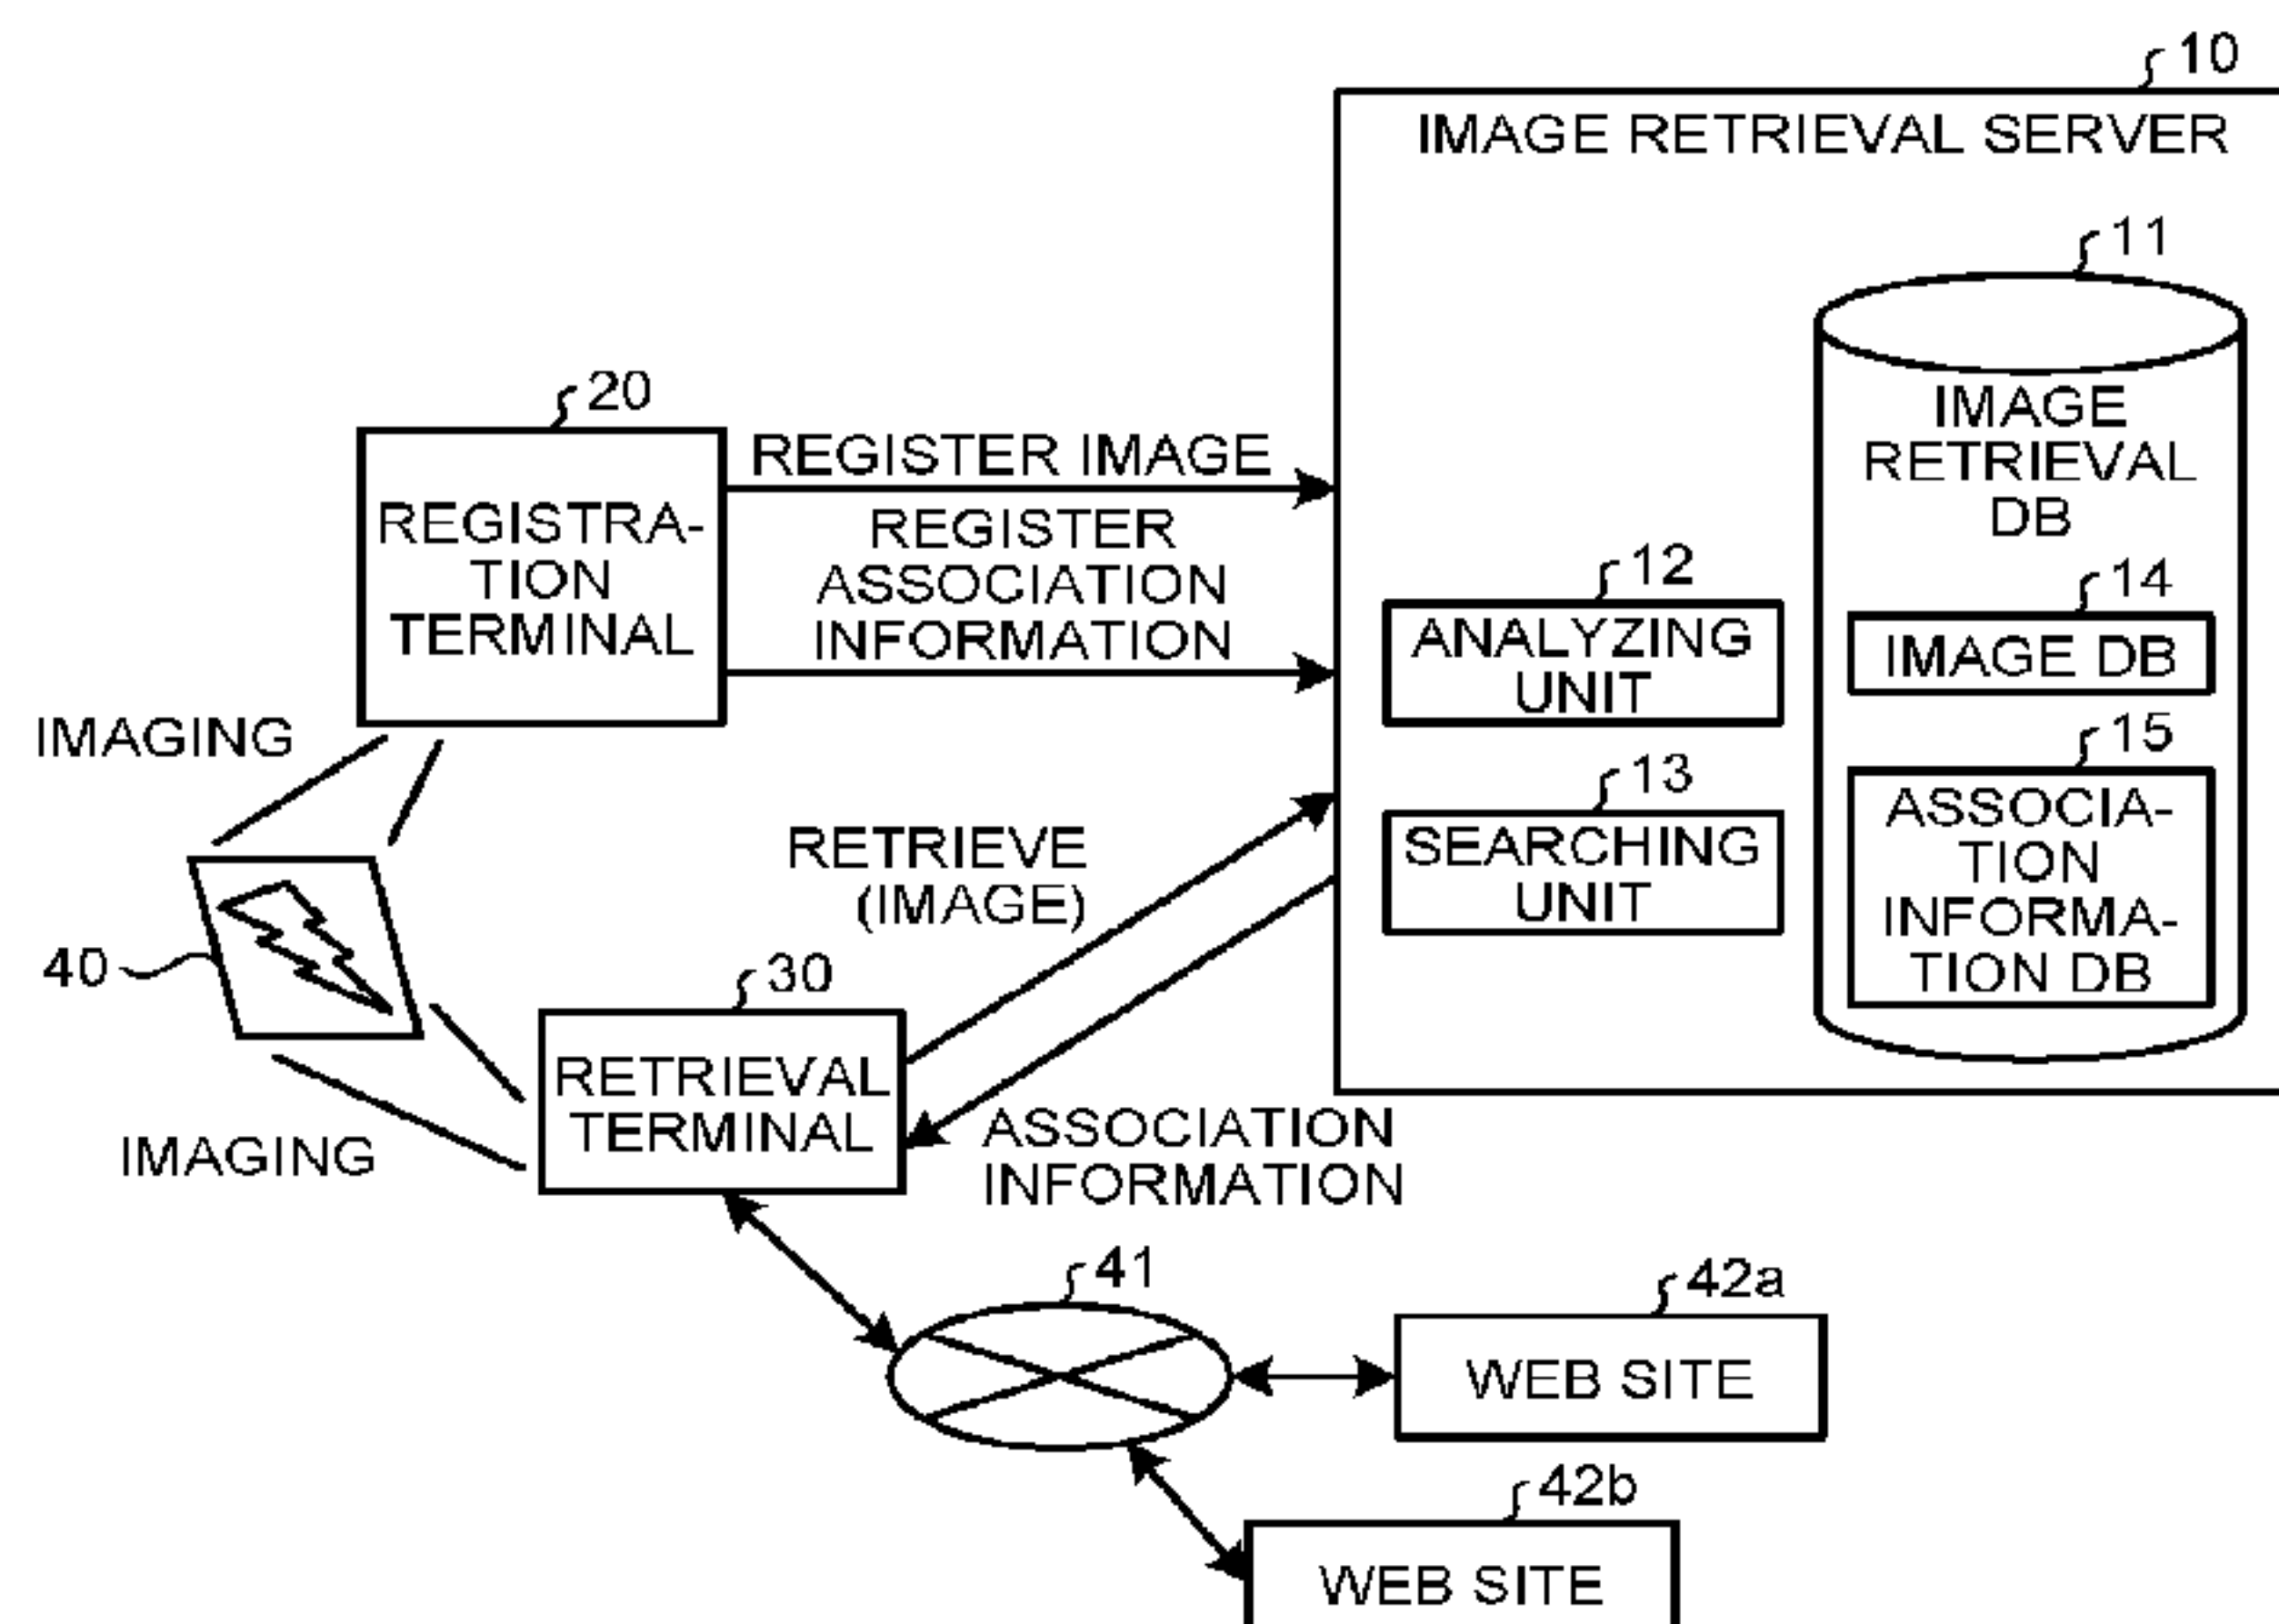 10
IMAGE RETRIEVAL SERVER
11
IMAGE
RETRIEVAL
DB
20
REGISTRA-
TION
TERMINAL
REGISTER IMAGE
REGISTER
ASSOCIATION
INFORMATION
12
ANALYZING
UNIT
14
IMAGE DB
13
SEARCHING
UNIT
15
ASSOCIA-
TION
INFORMA-
TION DB
IMAGING
40
RETRIEVE
(IMAGE)
30
RETRIEVAL
TERMINAL
IMAGING
ASSOCIATION
INFORMATION
41
42a
WEB SITE
42b
WEB SITE